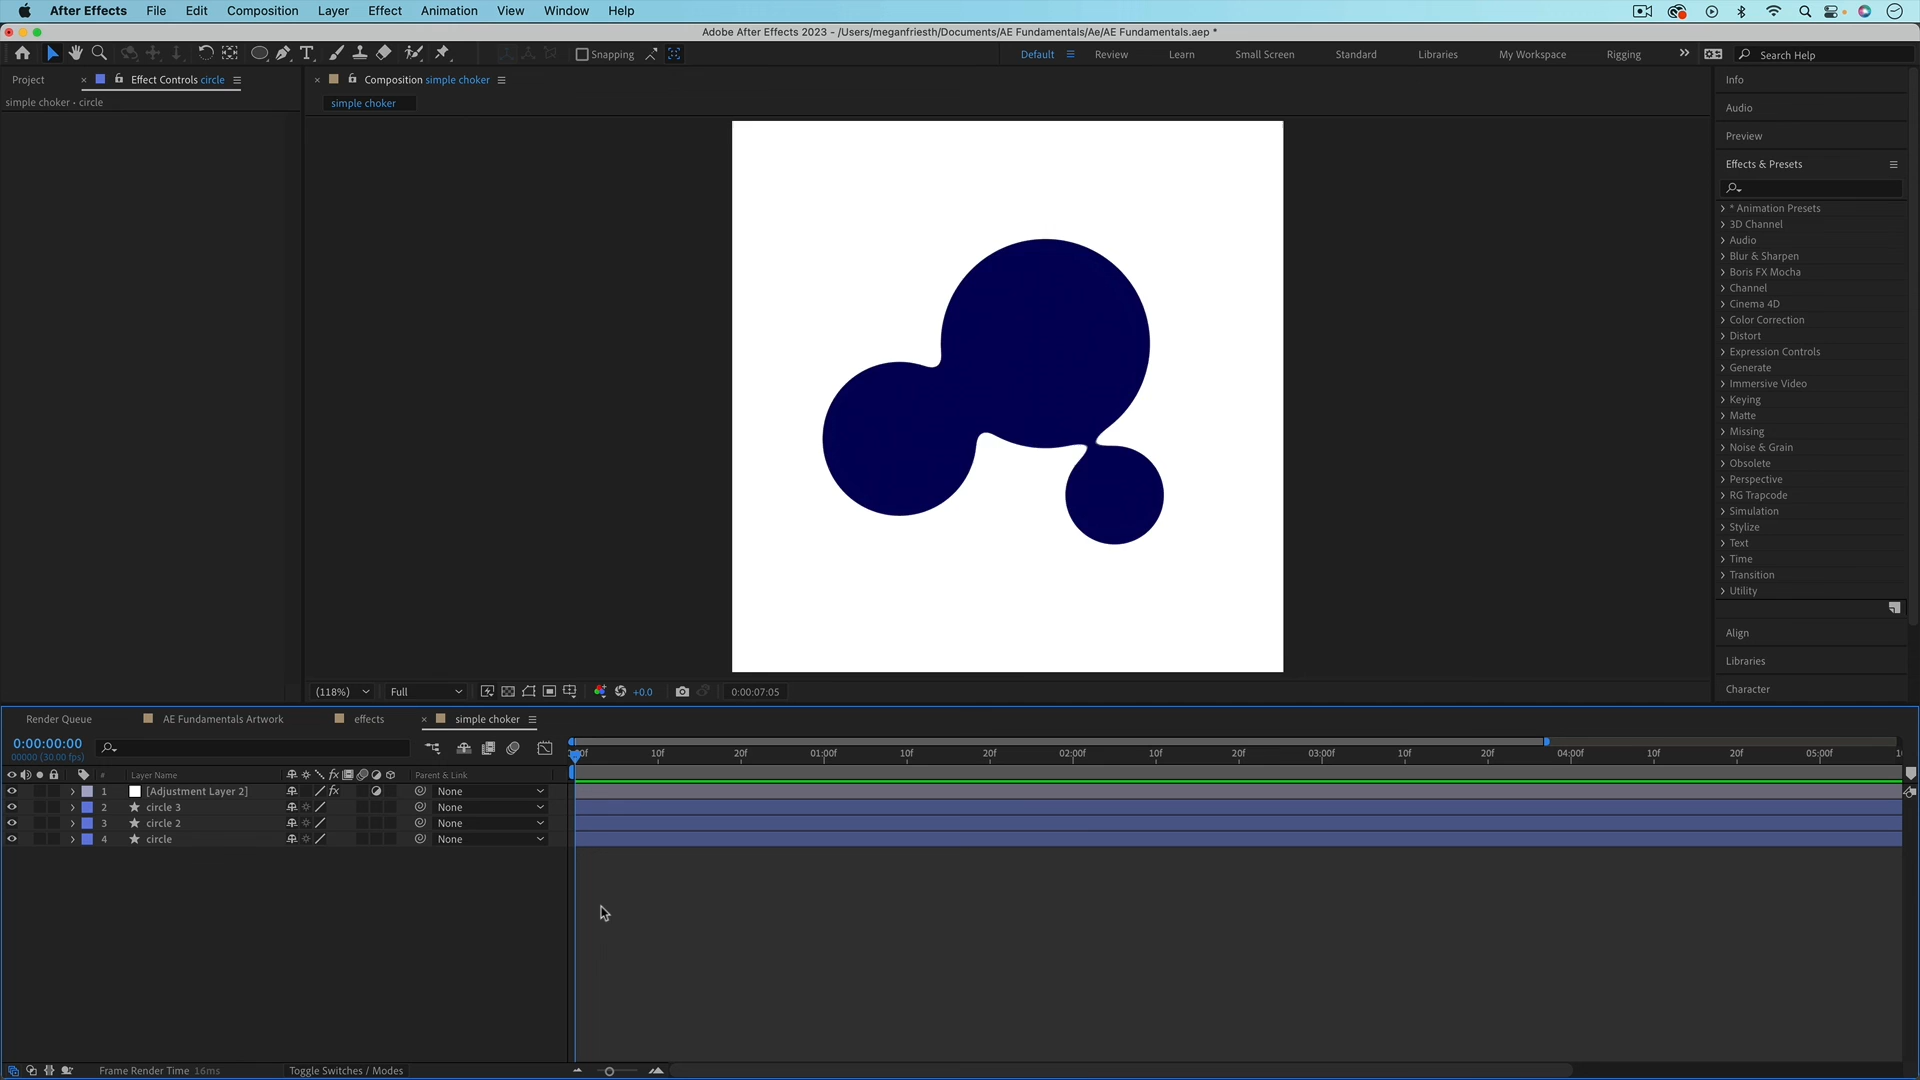 After Effects File Edit Composition Layer Effect Animation View Window Help
Adobe After Effects 2023 - /Users/meganfriesth/Documents/AE Fundamentals/Ae/AE Fundamentals.aep *
Snapping Default Review Learn Small Screen Standard Libraries My Workspace Rigging Search Help
Project Effect Controls circle
simple choker • circle
Composition simple choker
simple choker
Info
Audio
Preview
Effects & Presets
* Animation Presets
3D Channel
Audio
Blur & Sharpen
Boris FX Mocha
Channel
Cinema 4D
Color Correction
Distort
Expression Controls
Generate
Immersive Video
Keying
Matte
Missing
Noise & Grain
Obsolete
Perspective
RG Trapcode
Simulation
Stylize
Text
Time
Transition
Utility
Align
Libraries
Character
(118%) Full +0.0 0:00:07:05
Render Queue AE Fundamentals Artwork effects simple choker
0:00:00:00
00000 (30.00 fps)
10f 20f 01:00f 10f 20f 02:00f 10f 20f 03:00f 10f 20f 04:00f 10f 20f 05:00f
# Layer Name fx Parent & Link
1 [Adjustment Layer 2] fx None
2 circle 3 None
3 circle 2 None
4 circle None
Frame Render Time 16ms Toggle Switches / Modes